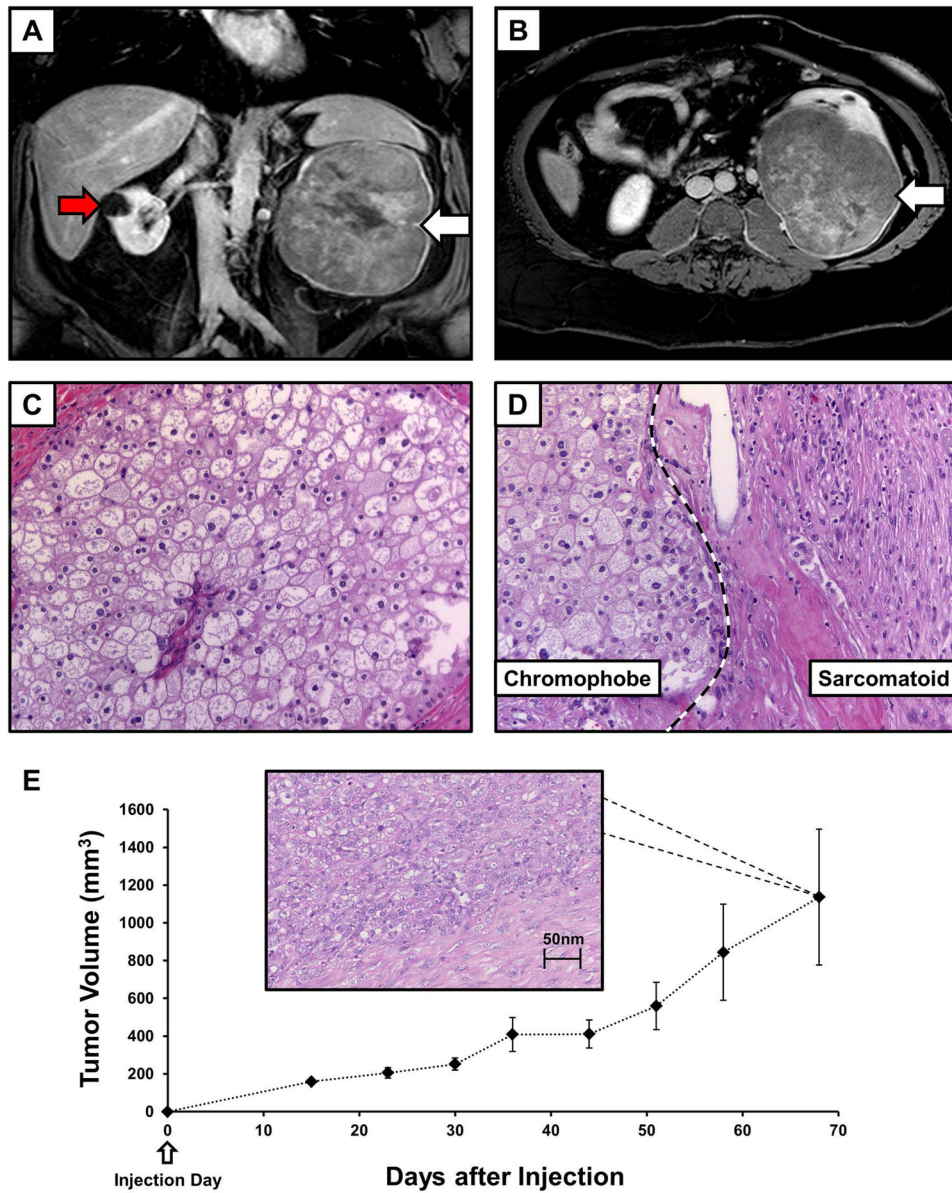 A
B
C
D
Chromophobe
Sarcomatoid
E
Tumor Volume (mm³)
1600
1400
1200
1000
800
600
400
200
0
50nm
0 10 20 30 40 50 60 70
Injection Day
Days after Injection